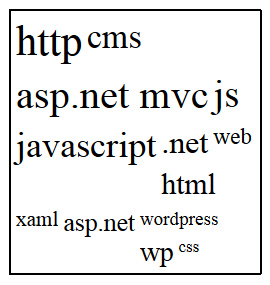 http cms
asp.net mvc js
javascript .net web
html
xaml asp.net wordpress
wp css